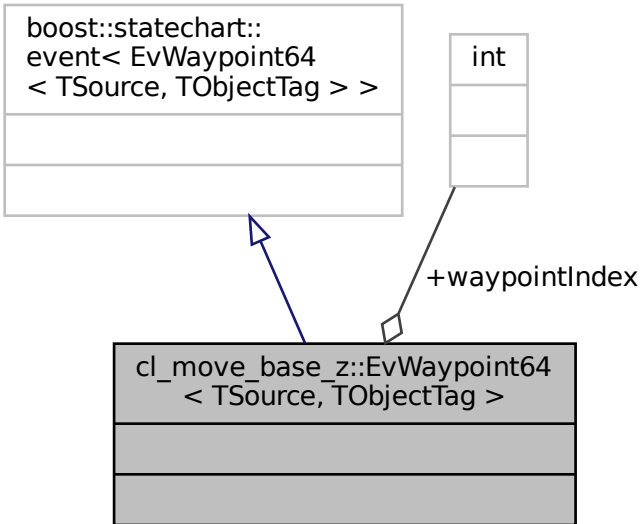 boost::statechart::
event< EvWaypoint64
< TSource, TObjectTag > >
int
+waypointIndex
cl_move_base_z::EvWaypoint64
< TSource, TObjectTag >